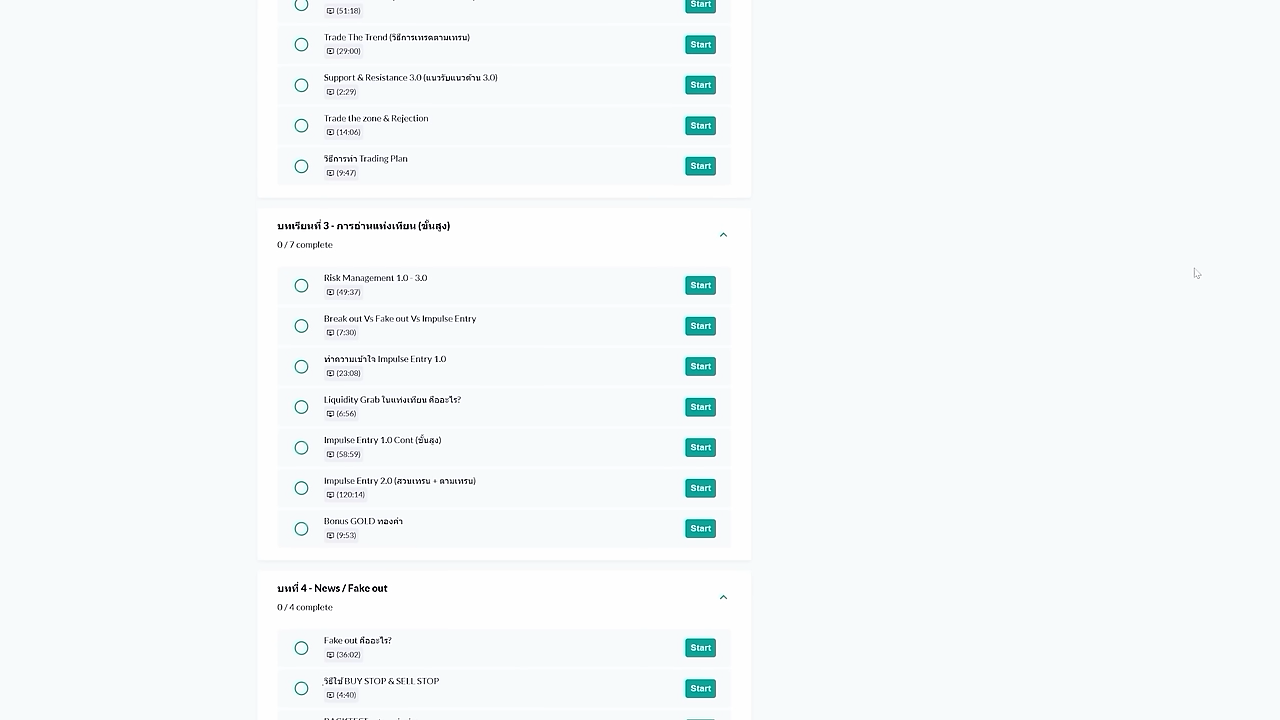 (51:18)
Start
Trade The Trend (วิธีการเทรดตามเทรน)
(29:00)
Start
Support & Resistance 3.0 (แนวรับแนวต้าน 3.0)
(2:29)
Start
Trade the zone & Rejection
(14:06)
Start
วิธีการทำ Trading Plan
(9:47)
Start
บทเรียนที่ 3 - การอ่านแท่งเทียน (ขั้นสูง)
0 / 7 complete
Risk Management 1.0 - 3.0
(49:37)
Start
Break out Vs Fake out Vs Impulse Entry
(7:30)
Start
ทำความเข้าใจ Impulse Entry 1.0
(23:08)
Start
Liquidity Grab ในแท่งเทียน คืออะไร?
(6:56)
Start
Impulse Entry 1.0 Cont (ขั้นสูง)
(58:59)
Start
Impulse Entry 2.0 (สวนเทรน + ตามเทรน)
(120:14)
Start
Bonus GOLD ทองคำ
(9:53)
Start
บทที่ 4 - News / Fake out
0 / 4 complete
Fake out คืออะไร?
(36:02)
Start
วิธีใช้ BUY STOP & SELL STOP
(4:40)
Start